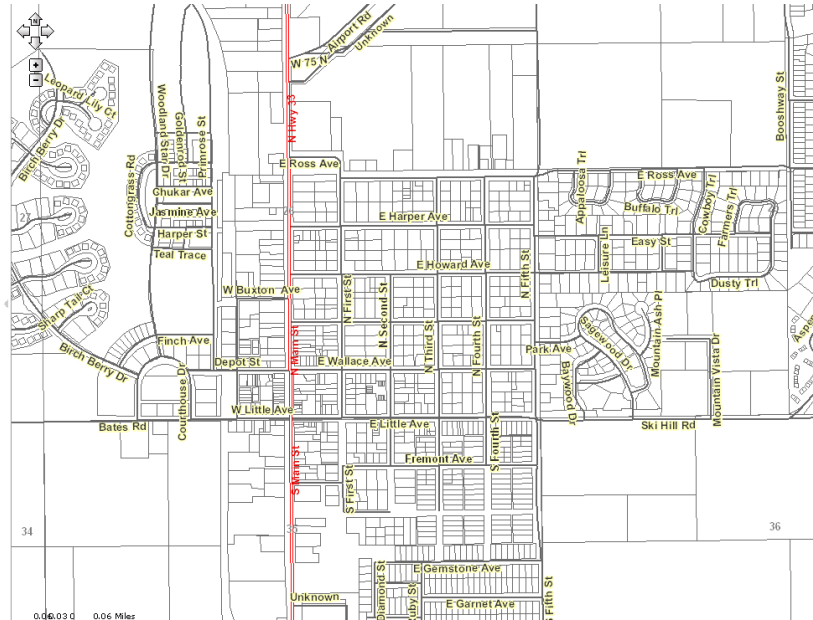 N
W 75 N
Airport Rd
Unknown
Leopard Lily Ct
Birch Berry Dr
Woodland Star Dr
Goldenrod St
Primrose St
N Hwy 33
Booshway St
E Ross Ave
E Ross Ave
Cottongrass Rd
Chukar Ave
Appaloosa Trl
Buffalo Trl
Cowboy Trl
Farmers Trl
27
Jasmine Ave
26
E Harper Ave
Harper St
Easy St
Leisure Ln
Teal Trace
E Howard Ave
N Fifth St
Dusty Trl
W Buxton Ave
N First St
N Second St
Sharp Tail Ct
Sagewood Dr
Mountain Ash Pl
Finch Ave
N Main St
N Third St
N Fourth St
Park Ave
Birch Berry Dr
Depot St
E Wallace Ave
Baywood Dr
Mountain Vista Dr
Courthouse Dr
W Little Ave
Bates Rd
E Little Ave
S Fourth St
Ski Hill Rd
S Main St
Fremont Ave
S First St
34
35
36
Diamond St
E Gemstone Ave
Ruby St
S Fifth St
Unknown
E Garnet Ave
0.06 Miles